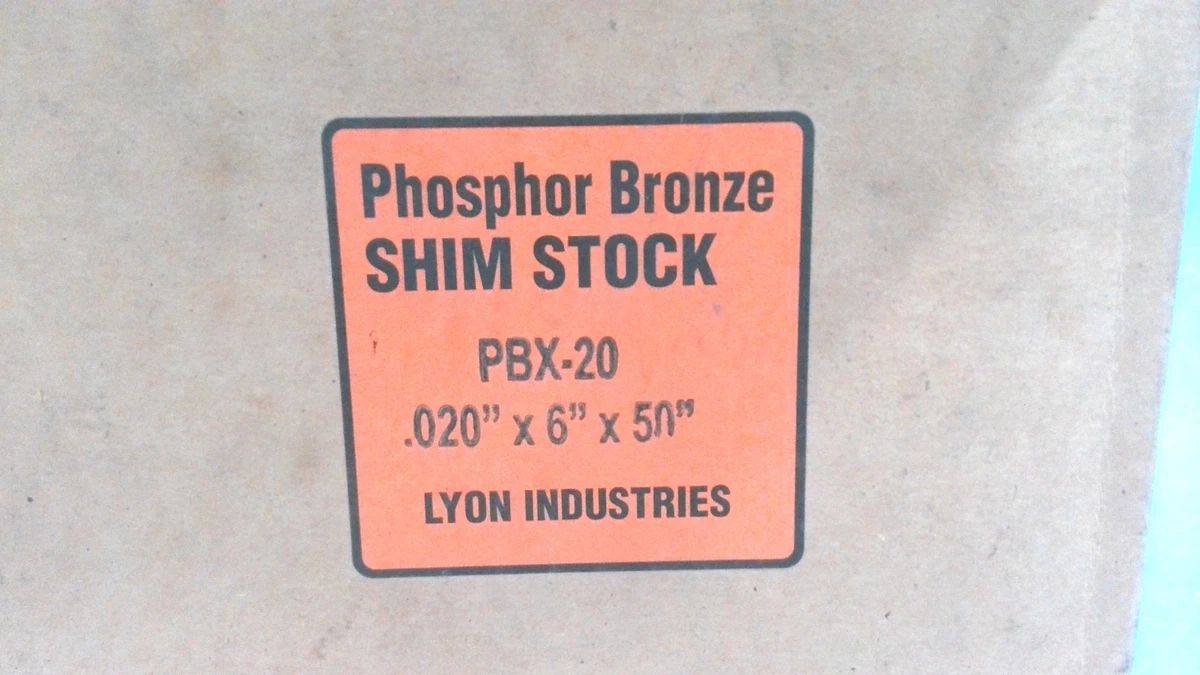 Phosphor Bronze
SHIM STOCK
PBX-20
.020” x 6” x 50”
LYON INDUSTRIES